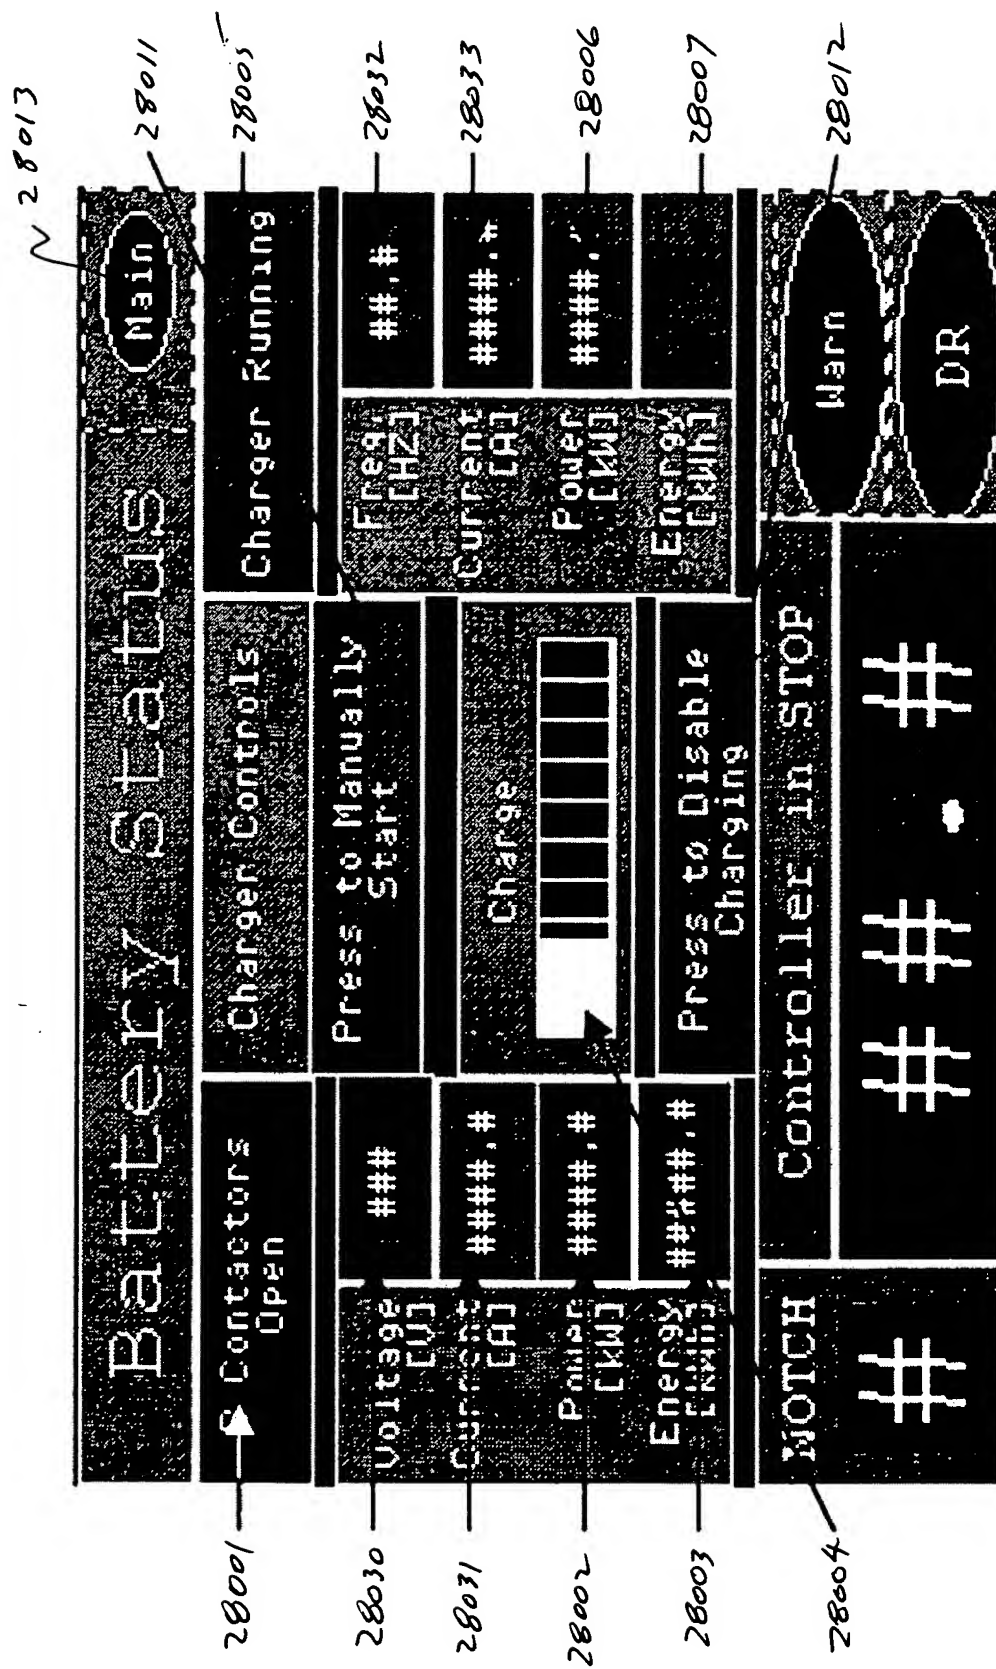 28013
28011
28005
28032
28033
28006
28007
28012
28001
28030
28031
28002
28003
28004
Battery Status
Main
Contactors
Open
Charger Controls
Charger Running
Press to Manually
Start
Voltage
[V]
###
Current
[A]
####.#
Power
[kW]
####.#
Energy
[kWh]
#####.#
Charge
Press to Disable
Charging
Freq.
[HZ]
##.#
Current
[A]
####.#
Power
[kW]
####.
Energy
[kWh]
NOTCH
#
Controller in STOP
##.#
Warn
DR